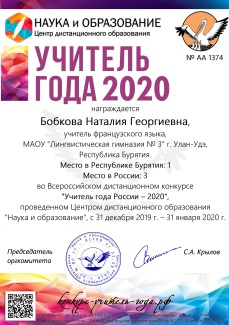 НАУКА и ОБРАЗОВАНИЕ
Центр дистанционного образования
№ АА 1374
УЧИТЕЛЬ
ГОДА 2020
награждается
Бобкова Наталия Георгиевна,
учитель французского языка,
МАОУ "Лингвистическая гимназия № 3" г. Улан-Удэ,
Республика Бурятия.
Место в Республике Бурятия: 1
Место в России: 3
во Всероссийском дистанционном конкурсе
"Учитель года России – 2020",
проведенном Центром дистанционного образования
"Наука и образование", с 31 декабря 2019 г. – 31 января 2020 г.
Председатель
оргкомитета
С.А. Крылов
конкурс-учитель-года.рф